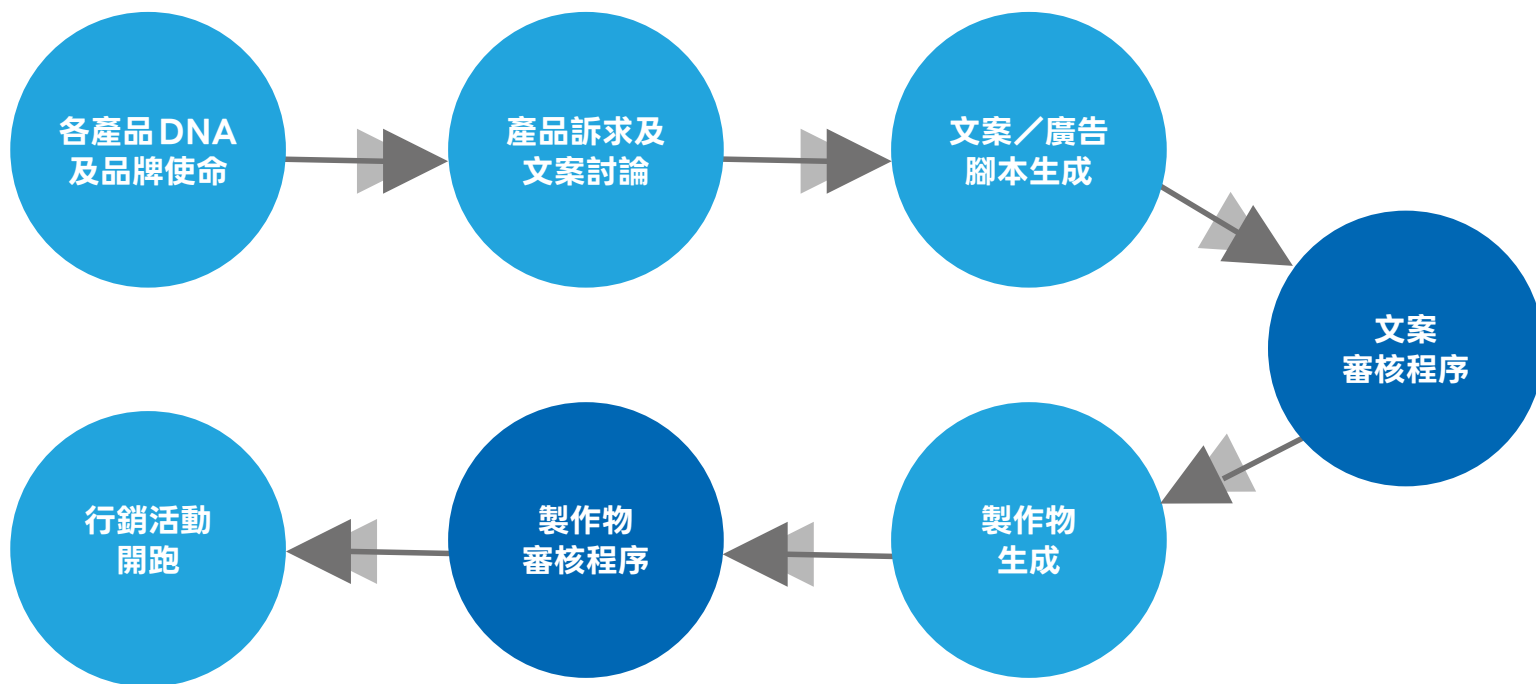 各產品DNA
及品牌使命
產品訴求及
文案討論
文案／廣告
腳本生成
文案
審核程序
製作物
生成
製作物
審核程序
行銷活動
開跑